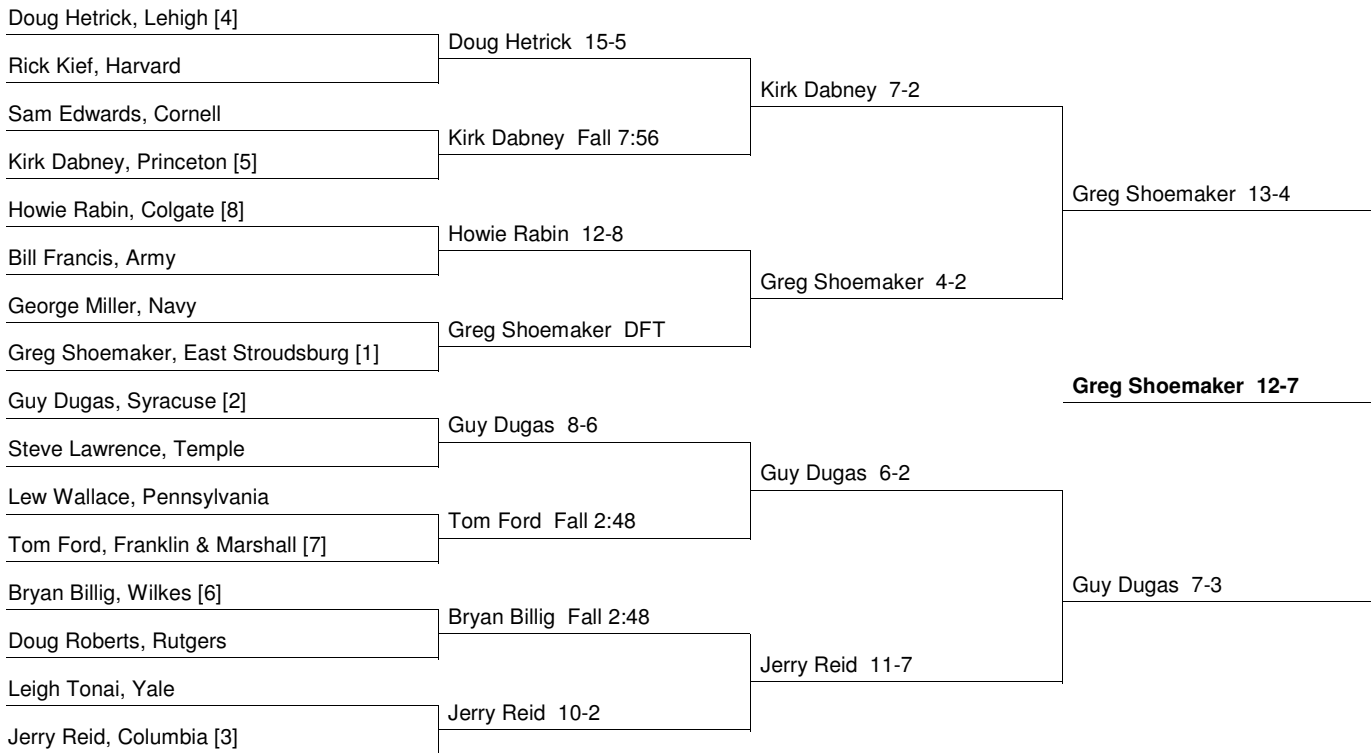 Doug Hetrick, Lehigh [4]
Doug Hetrick  15-5
Rick Kief, Harvard
Kirk Dabney  7-2
Sam Edwards, Cornell
Kirk Dabney  Fall 7:56
Kirk Dabney, Princeton [5]
Greg Shoemaker  13-4
Howie Rabin, Colgate [8]
Howie Rabin  12-8
Bill Francis, Army
Greg Shoemaker  4-2
George Miller, Navy
Greg Shoemaker  DFT
Greg Shoemaker, East Stroudsburg [1]
Greg Shoemaker  12-7
Guy Dugas, Syracuse [2]
Guy Dugas  8-6
Steve Lawrence, Temple
Guy Dugas  6-2
Lew Wallace, Pennsylvania
Tom Ford  Fall 2:48
Tom Ford, Franklin & Marshall [7]
Guy Dugas  7-3
Bryan Billig, Wilkes [6]
Bryan Billig  Fall 2:48
Doug Roberts, Rutgers
Jerry Reid  11-7
Leigh Tonai, Yale
Jerry Reid  10-2
Jerry Reid, Columbia [3]